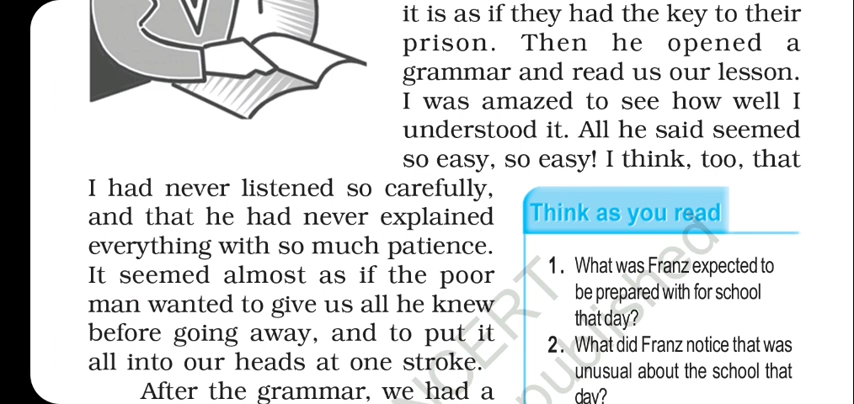 it is as if they had the key to their
prison. Then he opened a
grammar and read us our lesson.
I was amazed to see how well I
understood it. All he said seemed
so easy, so easy! I think, too, that
I had never listened so carefully,
and that he had never explained
everything with so much patience.
It seemed almost as if the poor
man wanted to give us all he knew
before going away, and to put it
all into our heads at one stroke.
After the grammar, we had a
Think as you read
1. What was Franz expected to
be prepared with for school
that day?
2. What did Franz notice that was
unusual about the school that
day?
NCERT
published